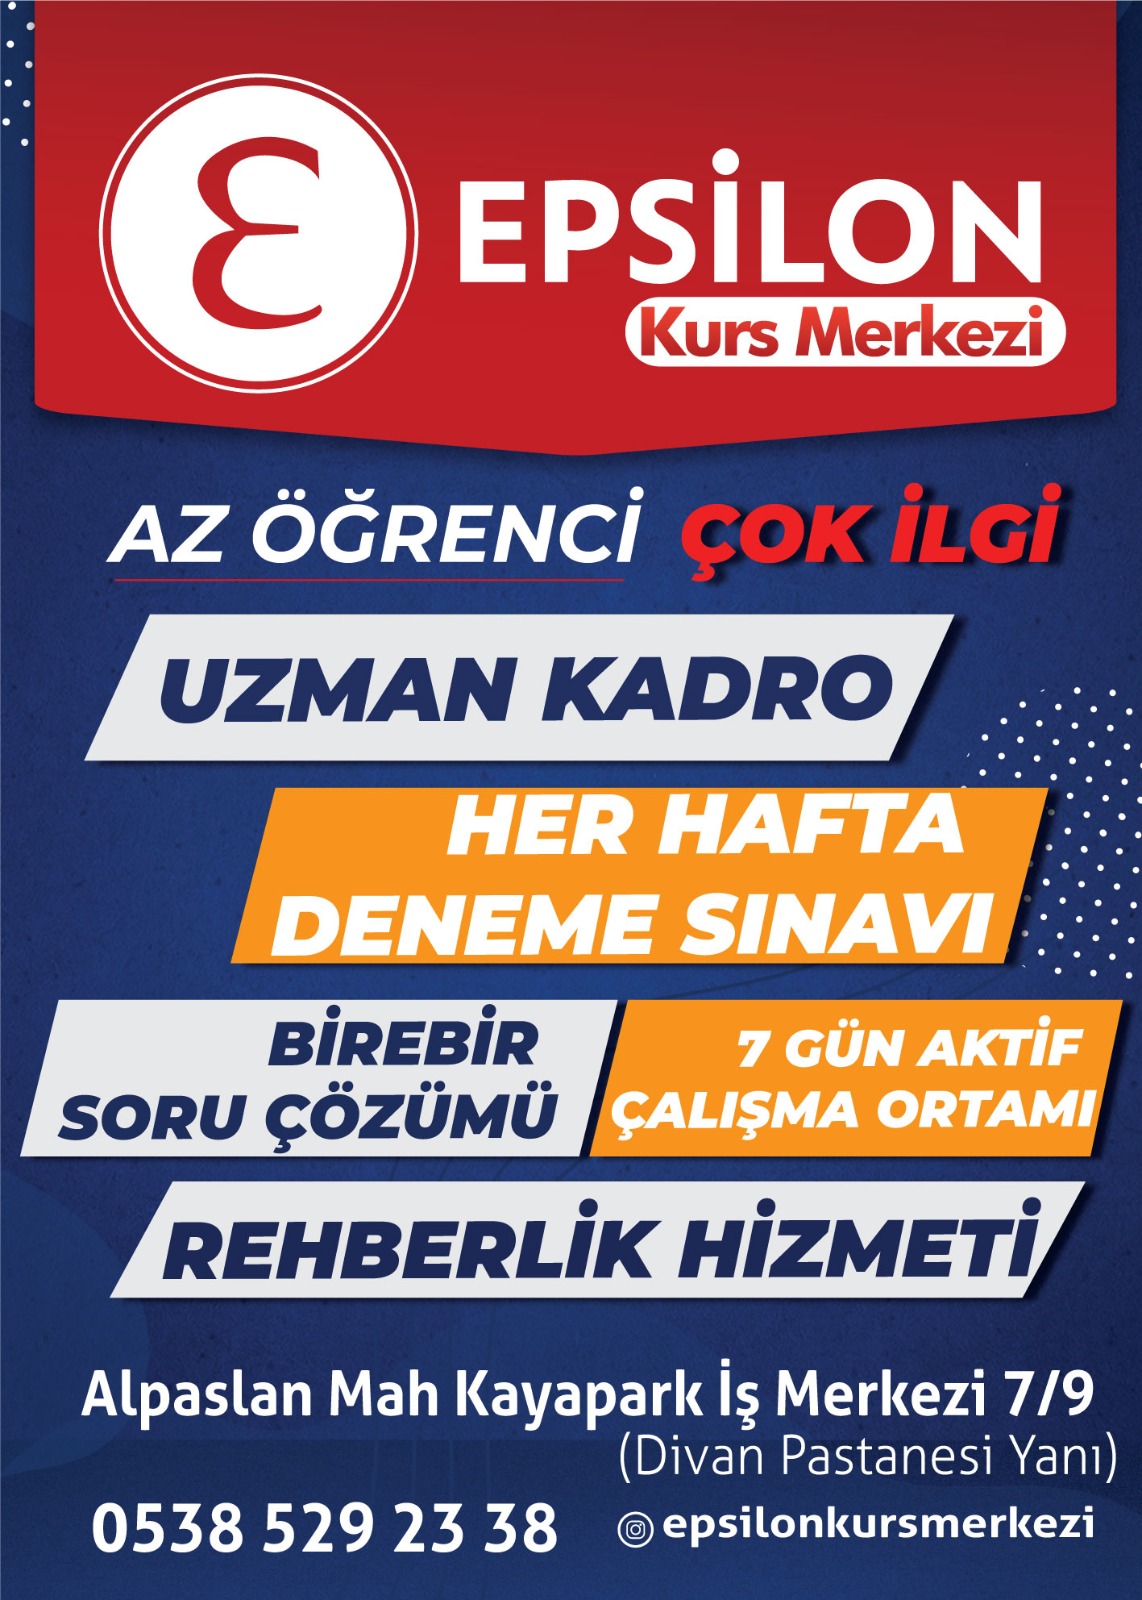 ε
EPSİLON
Kurs Merkezi
AZ ÖĞRENCİ ÇOK İLGİ
UZMAN KADRO
HER HAFTA
DENEME SINAVI
BİREBİR
SORU ÇÖZÜMÜ
7 GÜN AKTİF
ÇALIŞMA ORTAMI
REHBERLİK HİZMETİ
Alpaslan Mah Kayapark İş Merkezi 7/9
(Divan Pastanesi Yanı)
0538 529 23 38
epsilonkursmerkezi